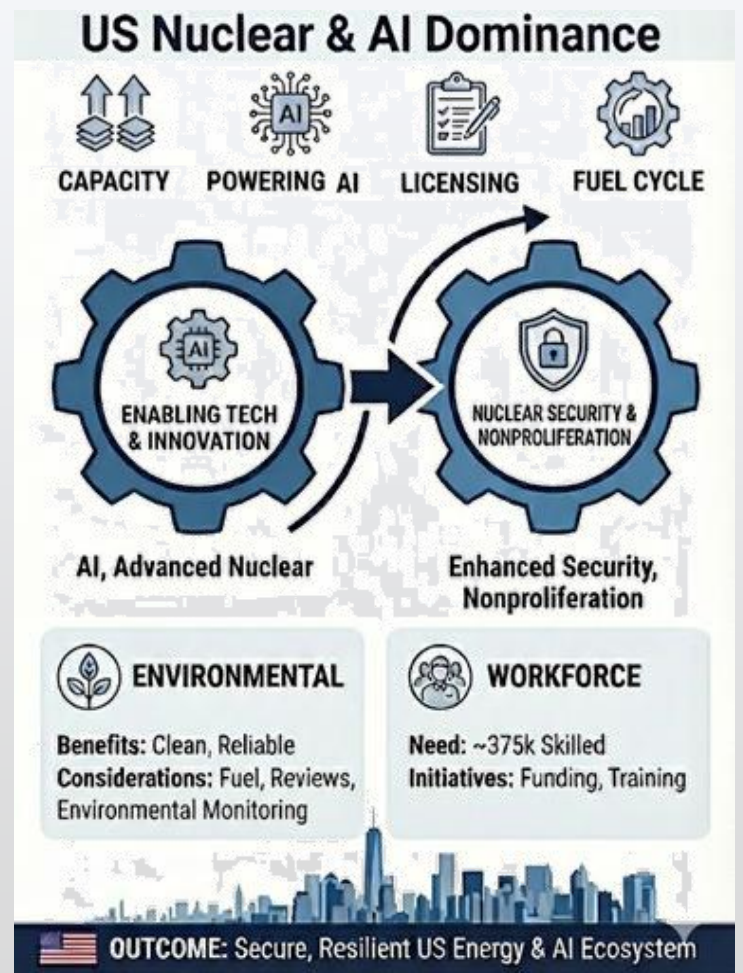 US Nuclear & AI Dominance
AI
CAPACITY
POWERING AI
LICENSING
FUEL CYCLE
AI
ENABLING TECH
& INNOVATION
NUCLEAR SECURITY &
NONPROLIFERATION
AI, Advanced Nuclear
Enhanced Security,
Nonproliferation
ENVIRONMENTAL
Benefits: Clean, Reliable
Considerations: Fuel, Reviews,
Environmental Monitoring
WORKFORCE
Need: ~375k Skilled
Initiatives: Funding, Training
OUTCOME: Secure, Resilient US Energy & AI Ecosystem